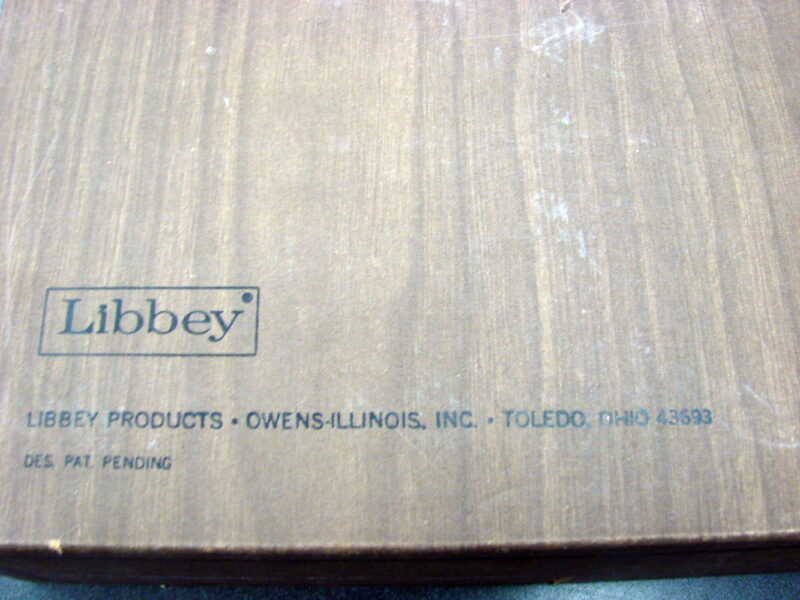 Libbey®
LIBBEY PRODUCTS • OWENS-ILLINOIS, INC. • TOLEDO, OHIO 43693
DES. PAT. PENDING